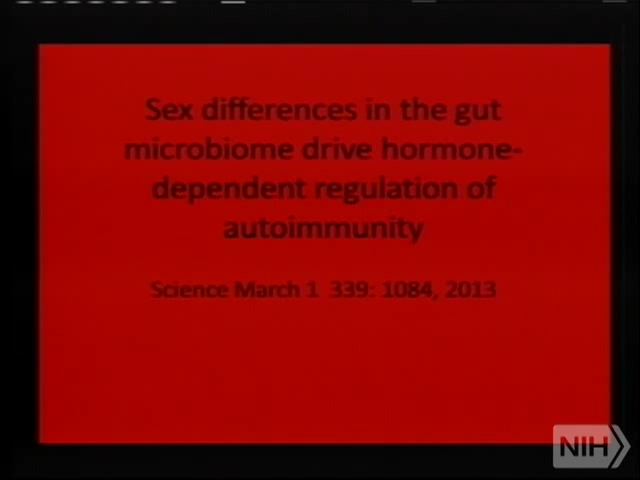 Sex differences in the gut
microbiome drive hormone-
dependent regulation of
autoimmunity
Science March 1 339: 1084, 2013
NIH